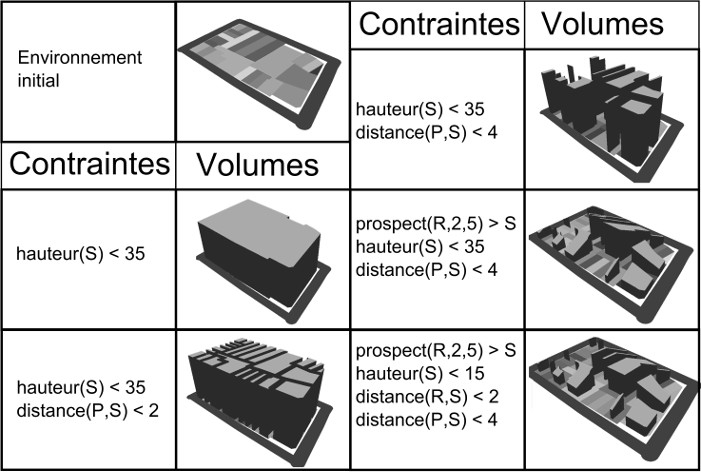 Environnement
initial
Contraintes
Volumes
hauteur(S) < 35
hauteur(S) < 35
distance(P,S) < 2
Contraintes
Volumes
hauteur(S) < 35
distance(P,S) < 4
prospect(R,2,5) > S
hauteur(S) < 35
distance(P,S) < 4
prospect(R,2,5) > S
hauteur(S) < 15
distance(R,S) < 2
distance(P,S) < 4